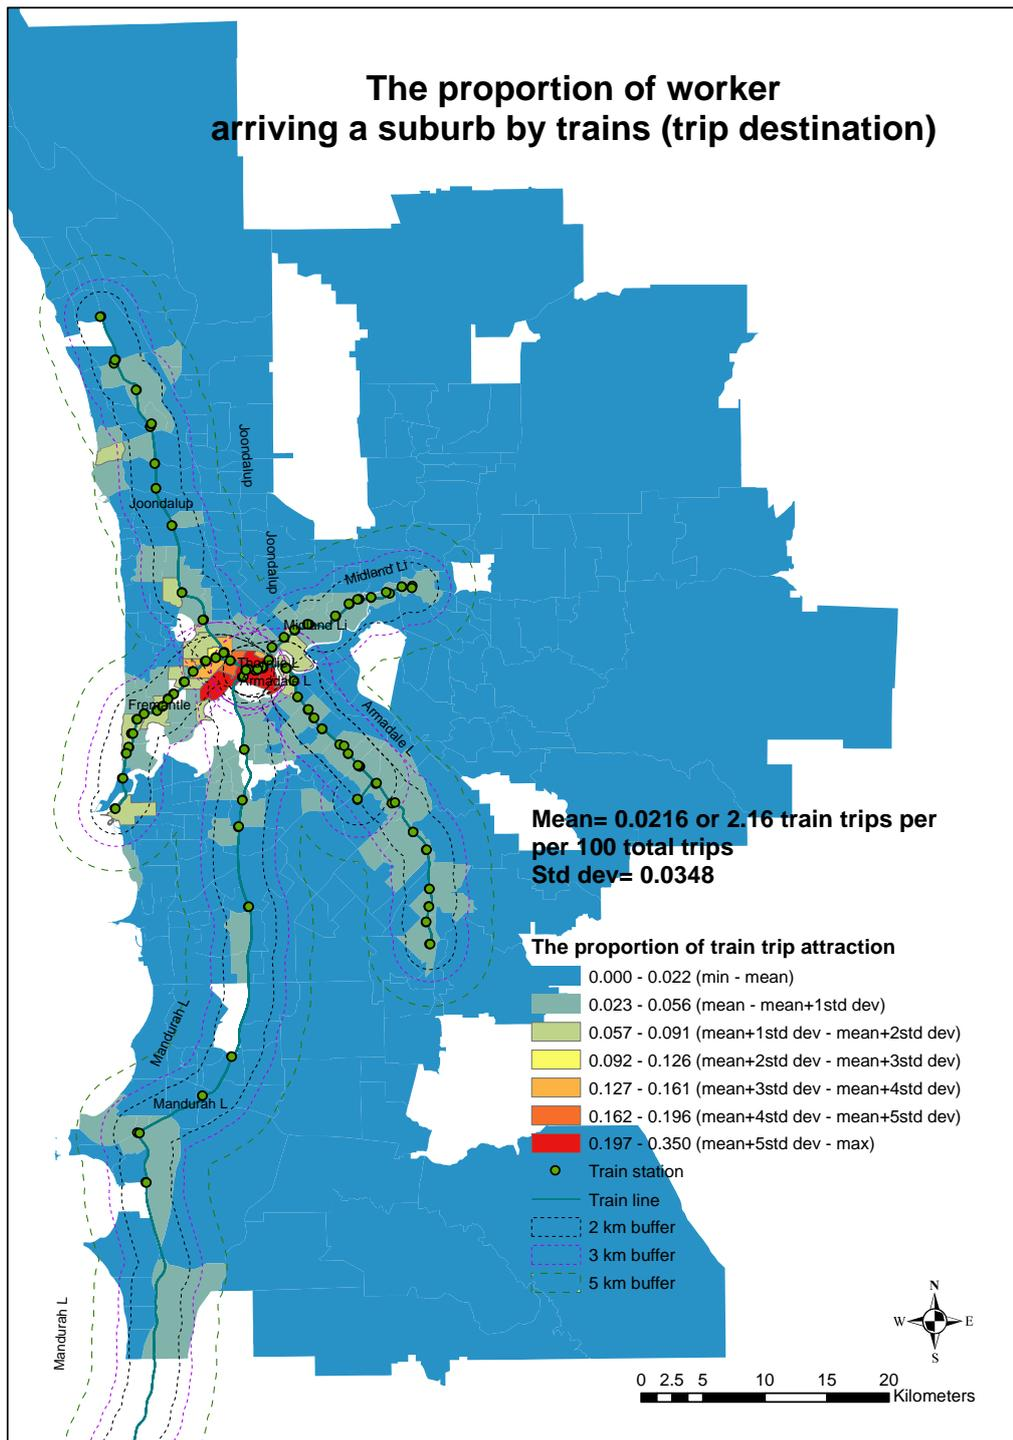 The proportion of worker
arriving a suburb by trains (trip destination)
Joondalup
Joondalup
Joondalup
Midland Li
Midland Li
Thornlie L
Armadale L
Fremantle
Armadale L
Mean= 0.0216 or 2.16 train trips per
per 100 total trips
Std dev= 0.0348
The proportion of train trip attraction
0.000 - 0.022 (min - mean)
0.023 - 0.056 (mean - mean+1std dev)
0.057 - 0.091 (mean+1std dev - mean+2std dev)
0.092 - 0.126 (mean+2std dev - mean+3std dev)
0.127 - 0.161 (mean+3std dev - mean+4std dev)
0.162 - 0.196 (mean+4std dev - mean+5std dev)
0.197 - 0.350 (mean+5std dev - max)
Train station
Train line
2 km buffer
3 km buffer
5 km buffer
Mandurah L
Mandurah L
Mandurah L
N
W E
S
0 2.5 5 10 15 20
Kilometers